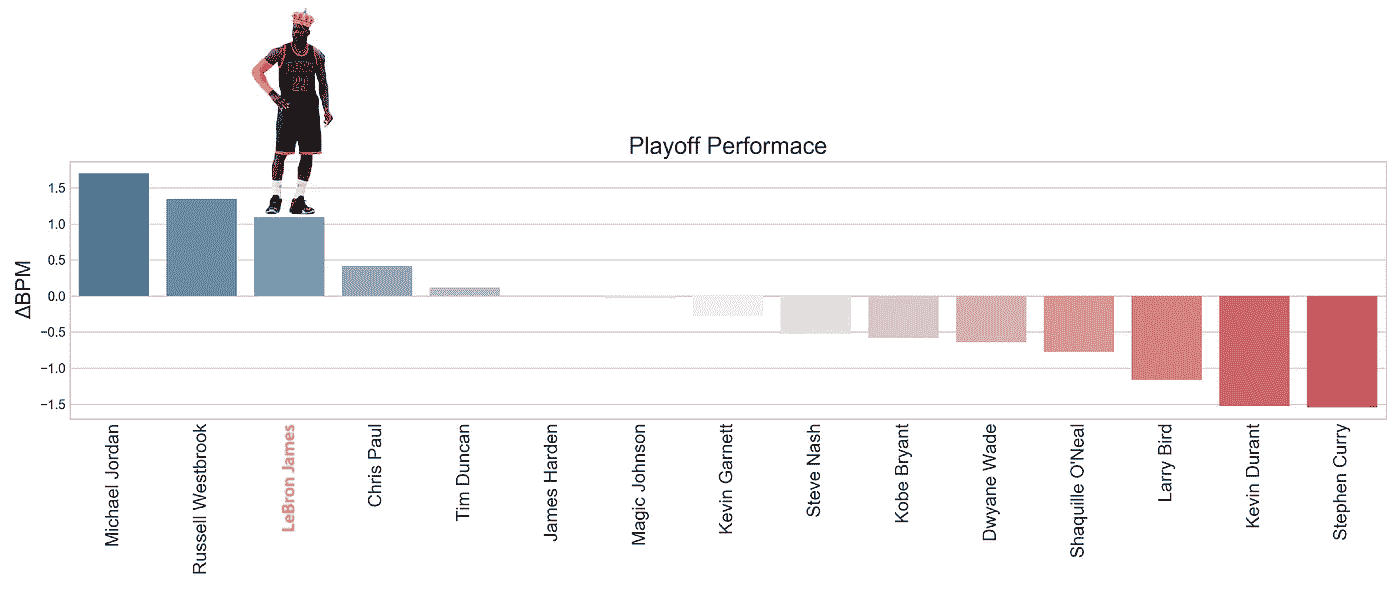 Playoff Performace
ΔBPM
1.5
1.0
0.5
0.0
−0.5
−1.0
−1.5
Michael Jordan
Russell Westbrook
LeBron James
Chris Paul
Tim Duncan
James Harden
Magic Johnson
Kevin Garnett
Steve Nash
Kobe Bryant
Dwyane Wade
Shaquille O'Neal
Larry Bird
Kevin Durant
Stephen Curry